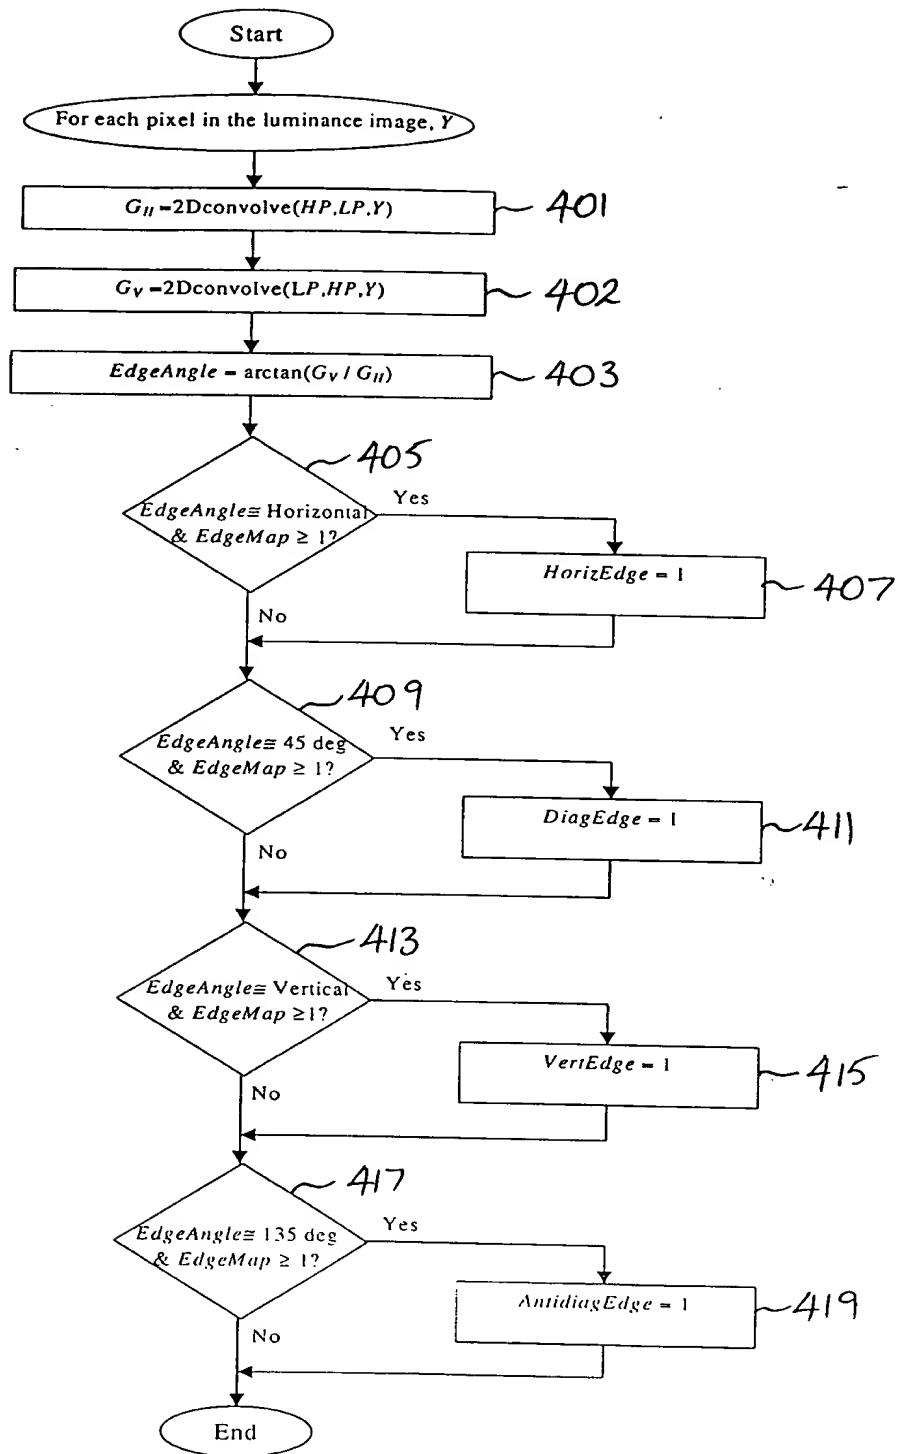 Start
For each pixel in the luminance image, Y
G_H=2Dconvolve(HP,LP,Y)
401
G_V=2Dconvolve(LP,HP,Y)
402
EdgeAngle = arctan(G_V / G_H)
403
405
EdgeAngle≅ Horizontal
& EdgeMap ≥ 1?
Yes
HorizEdge = 1
407
No
409
EdgeAngle≅ 45 deg
& EdgeMap ≥ 1?
Yes
DiagEdge = 1
411
No
413
EdgeAngle≅ Vertical
& EdgeMap ≥1?
Yes
VertEdge = 1
415
No
417
EdgeAngle≅ 135 deg
& EdgeMap ≥ 1?
Yes
AntidiagEdge = 1
419
No
End